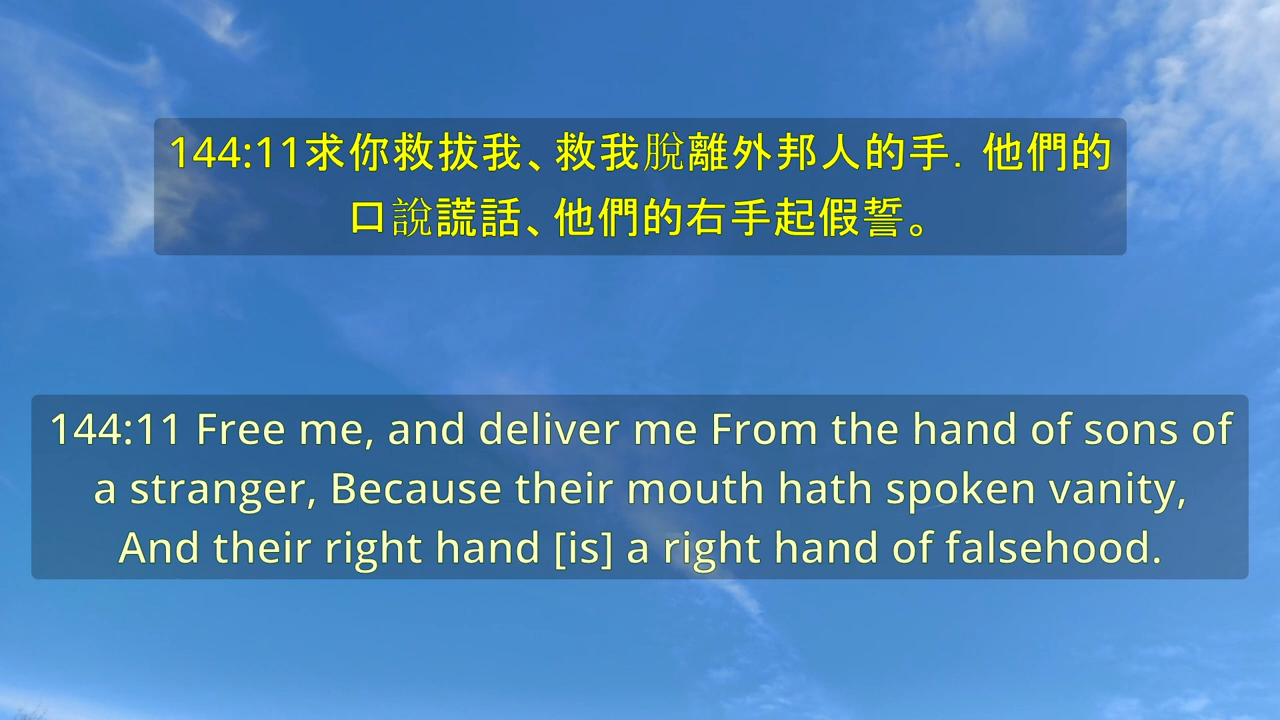 144:11求你救拔我、救我脫離外邦人的手．他們的
口說謊話、他們的右手起假誓。
144:11 Free me, and deliver me From the hand of sons of
a stranger, Because their mouth hath spoken vanity,
And their right hand [is] a right hand of falsehood.